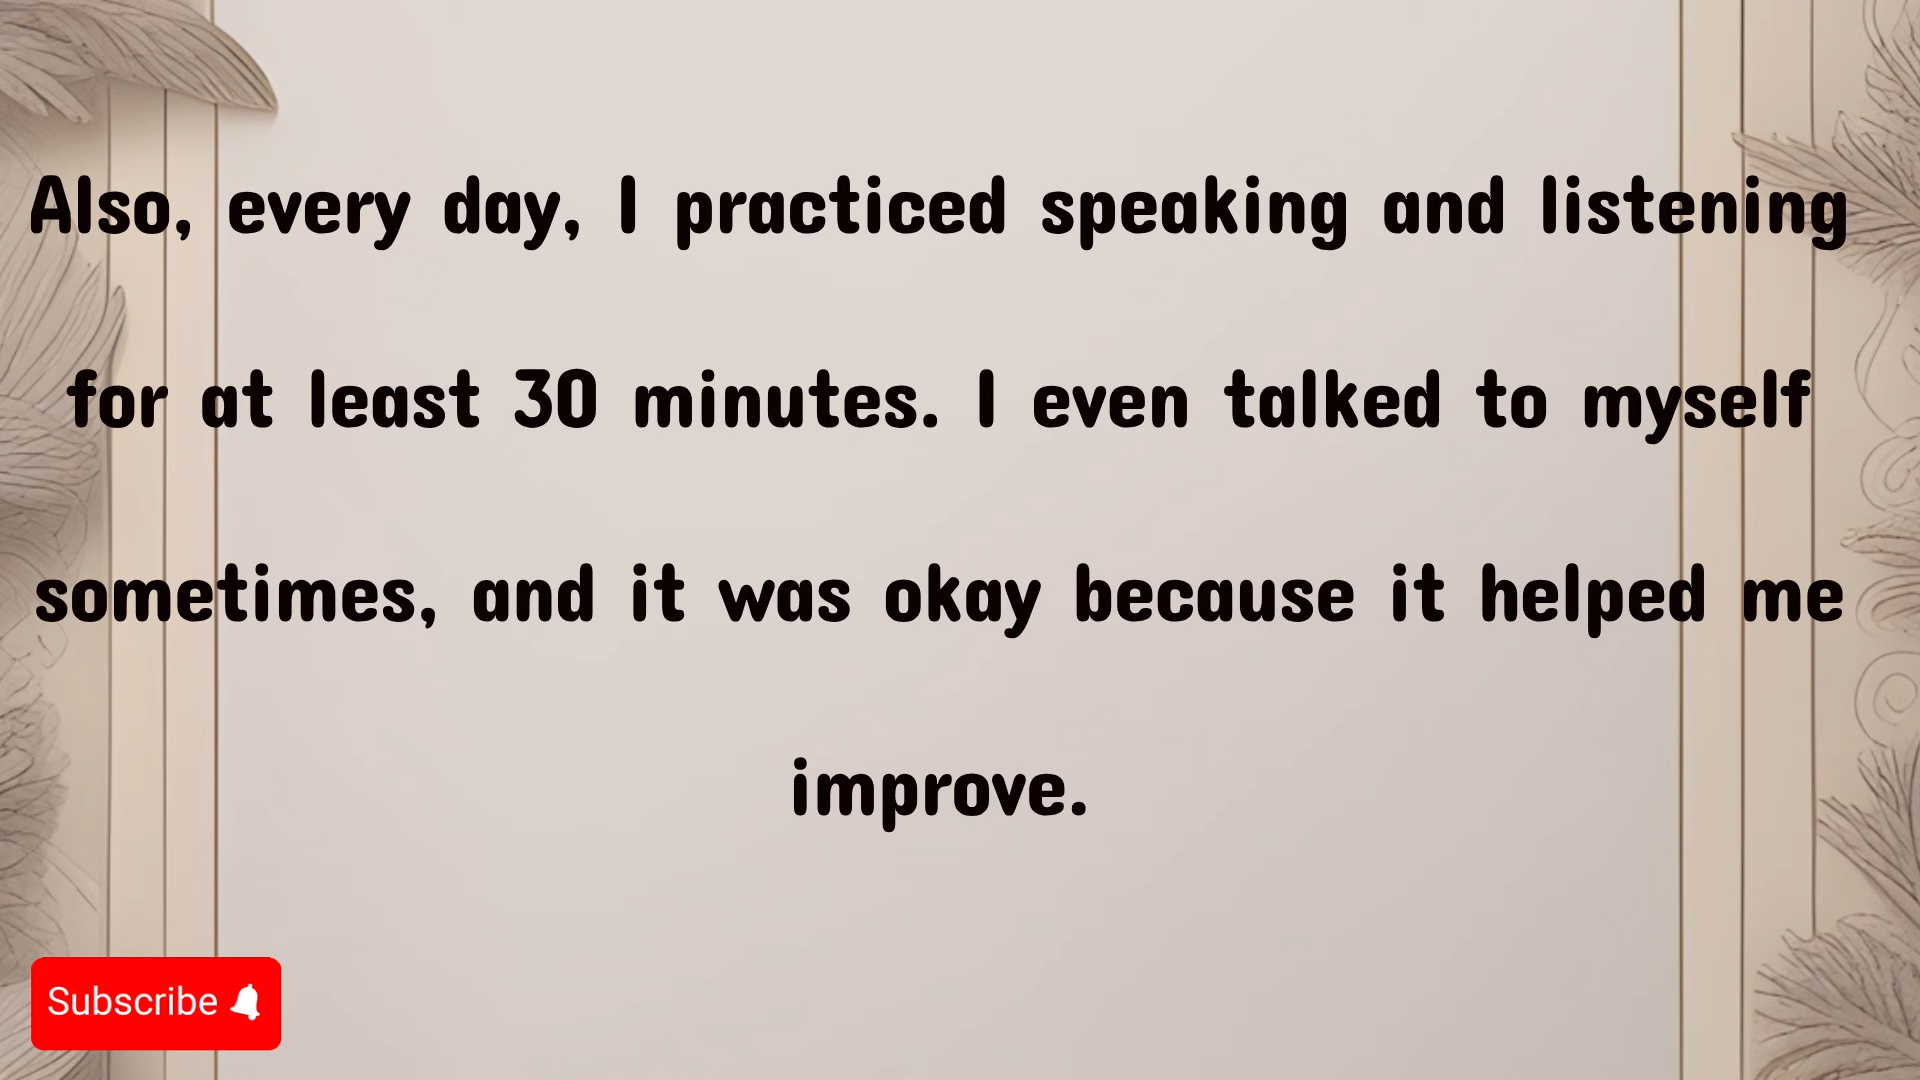 Also, every day, I practiced speaking and listening
for at least 30 minutes. I even talked to myself
sometimes, and it was okay because it helped me
improve.
Subscribe